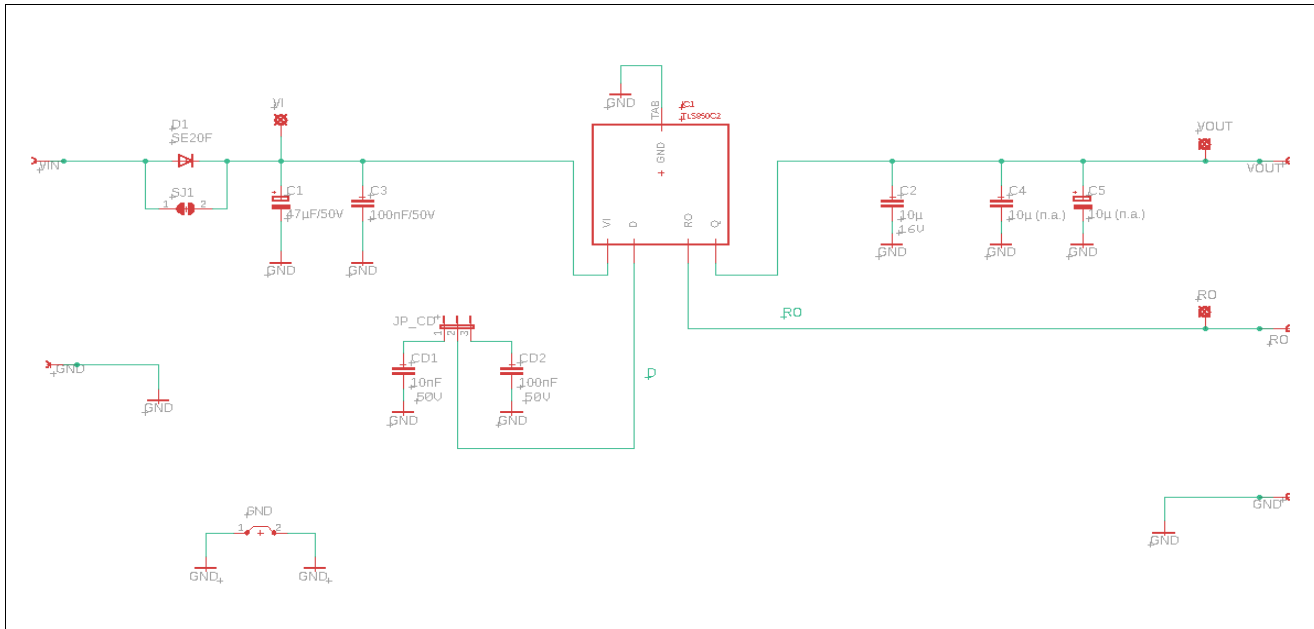 TAB
GND
IC1
TLS850C2
VI
D1
SE20F
VOUT
GND
VIN
VOUT
SJ1
1 2
C1
47µF/50V
C3
100nF/50V
C2
10µ
16V
C4
10µ (n.a.)
C5
10µ (n.a.)
VI
D
RO
Q
GND
GND
GND
GND
GND
RO
RO
JP_CD
1
2
3
RO
CD1
10nF
50V
CD2
100nF
50V
D
GND
GND
GND
GND
GND
GND
1 2
GND
GND
GND